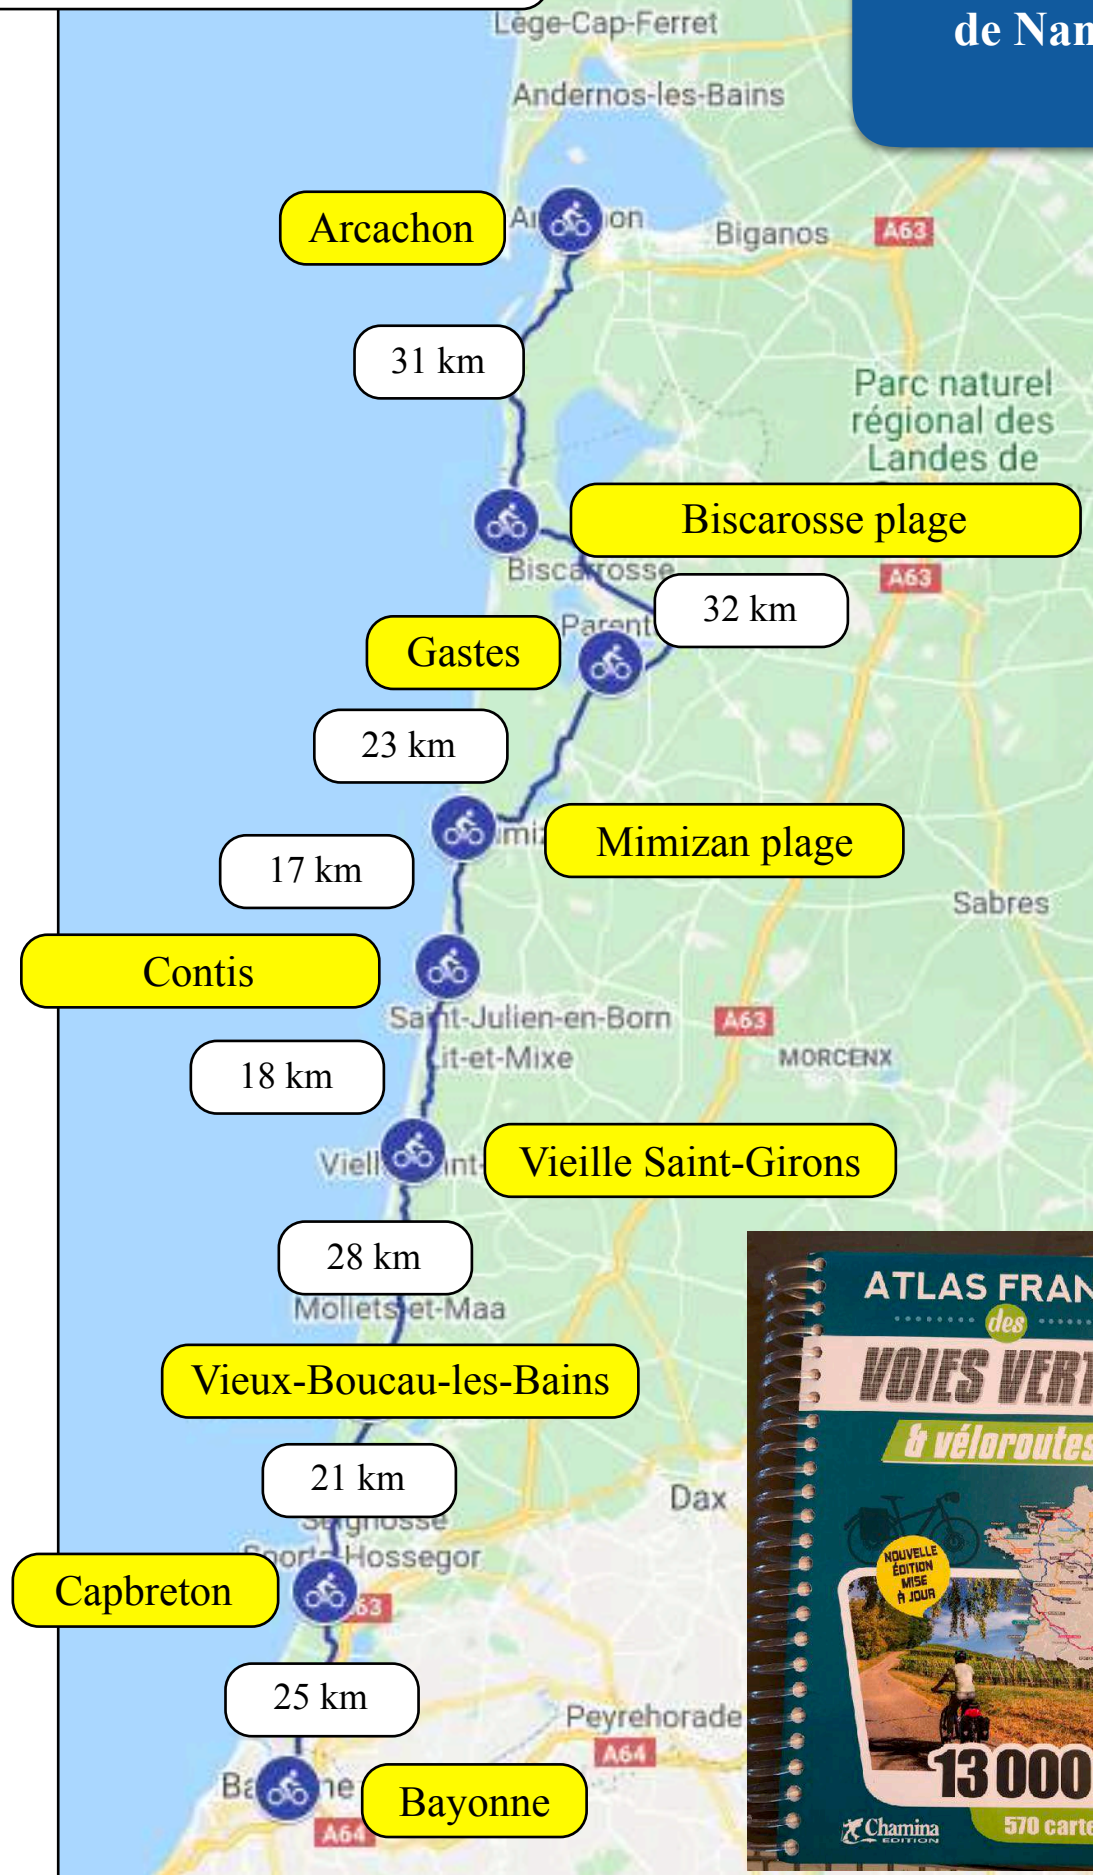 Lège-Cap-Ferret
de Nan
Andernos-les-Bains
Arcachon
Biganos
A63
31 km
Parc naturel
régional des
Landes de
Biscarosse plage
Biscarrosse
A63
32 km
Parent
Gastes
23 km
Mimizan plage
17 km
Sabres
Contis
Saint-Julien-en-Born
A63
Lit-et-Mixe
MORCENX
18 km
Vieille Saint-Girons
28 km
Moliets-et-Maa
Vieux-Boucau-les-Bains
21 km
Dax
Seignosse
Soorts-Hossegor
Capbreton
63
25 km
Peyrehorade
A64
Bayonne
A64
ATLAS FRAN
des
VOIES VERT
& véloroutes
NOUVELLE
ÉDITION
MISE
À JOUR
13 000
570 carte
Chamina
EDITION